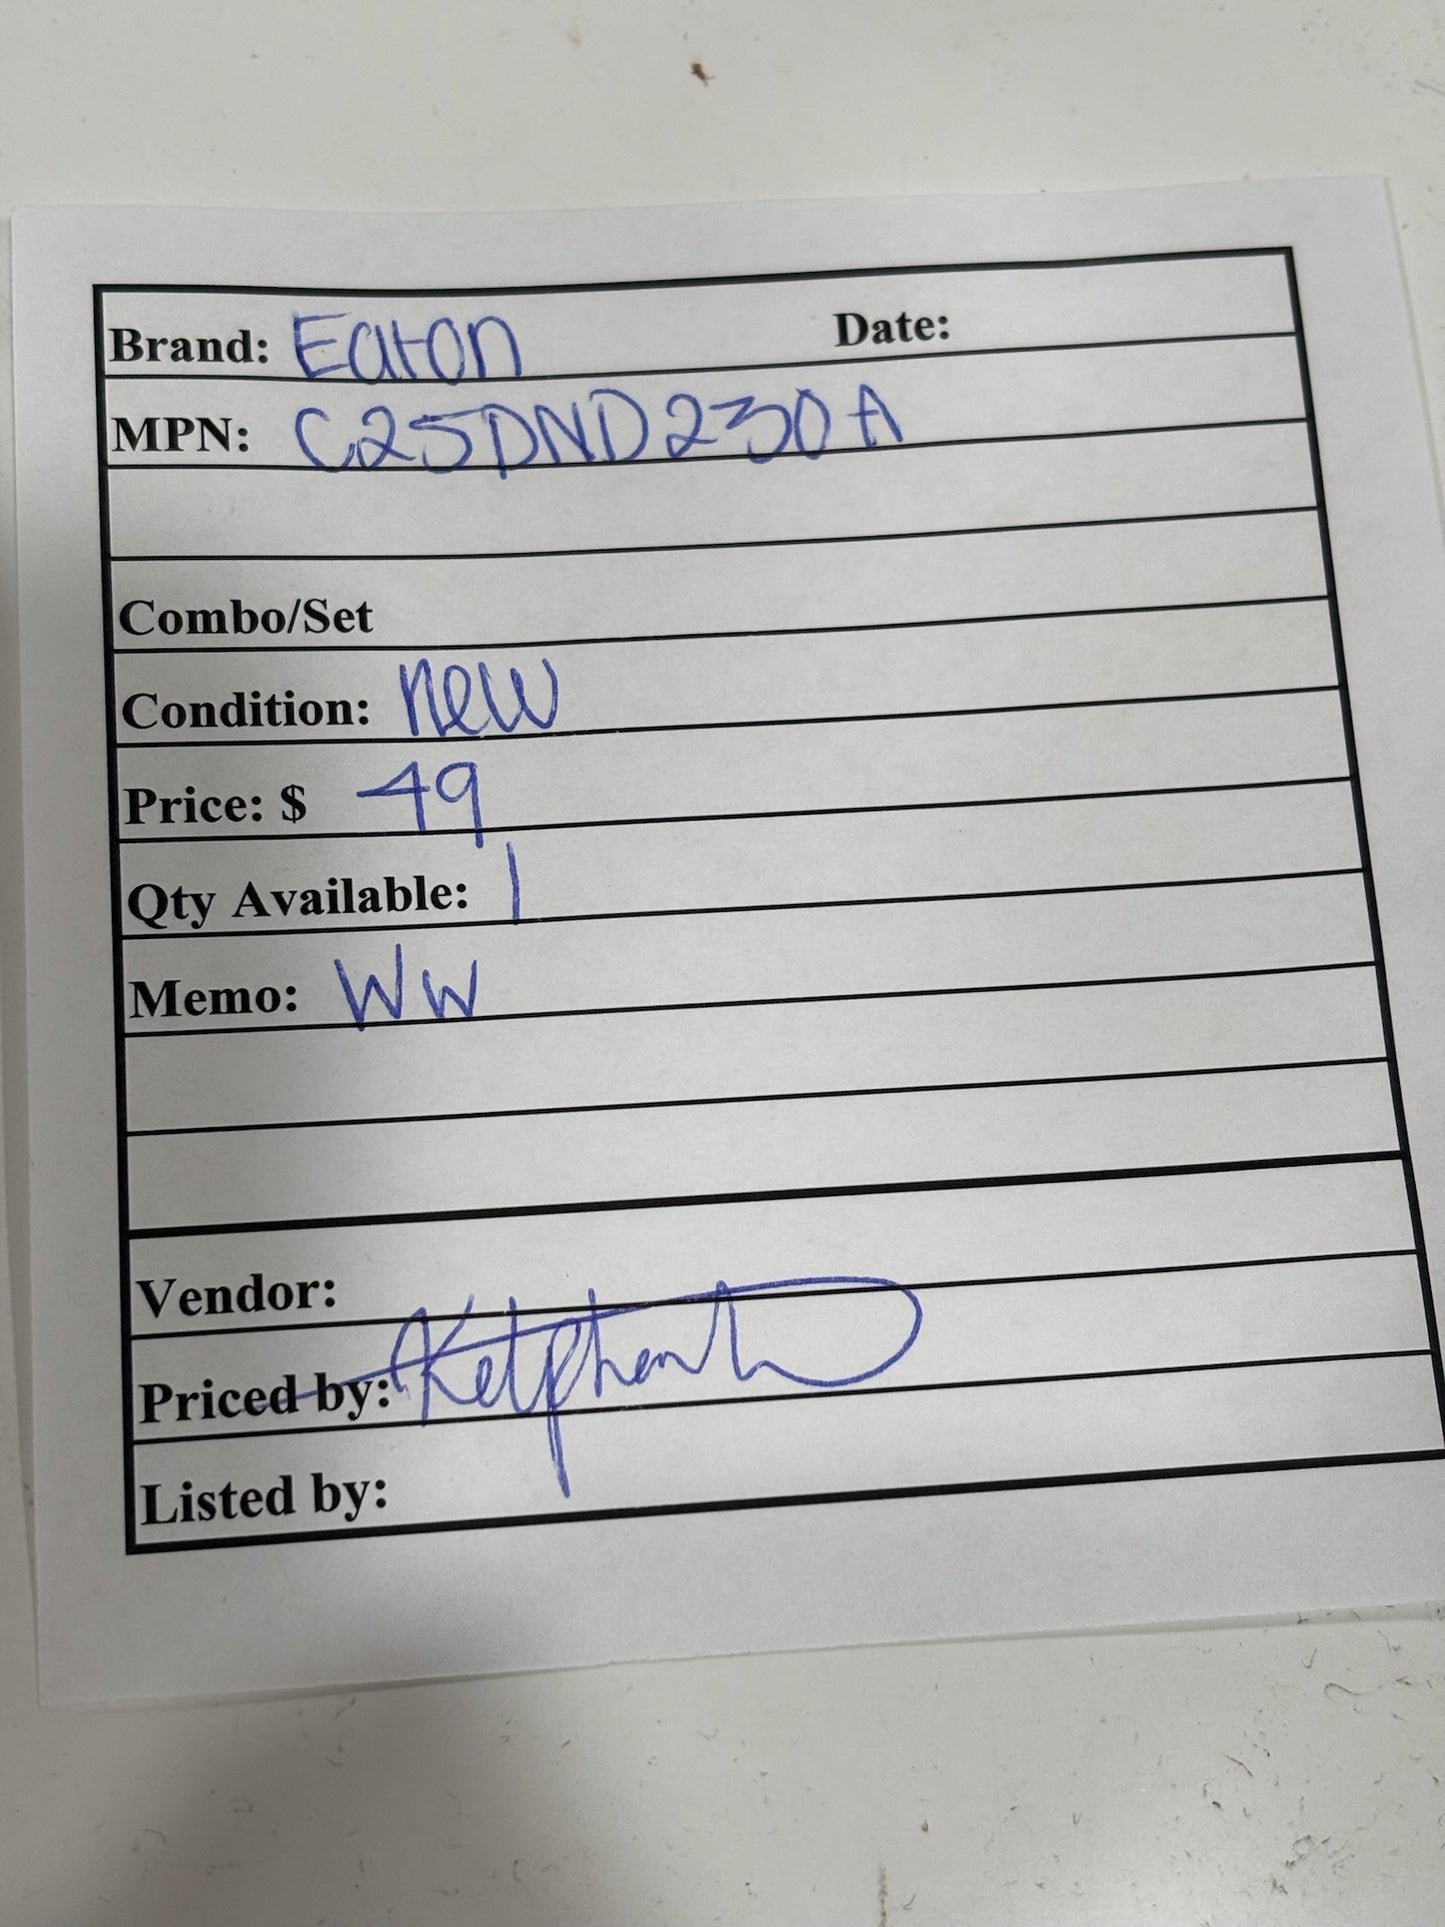 Brand: Eaton Date:
MPN: C25DND230A
Combo/Set
Condition: new
Price: $ 49
Qty Available: 1
Memo: WW
Vendor:
Priced by:
Listed by: